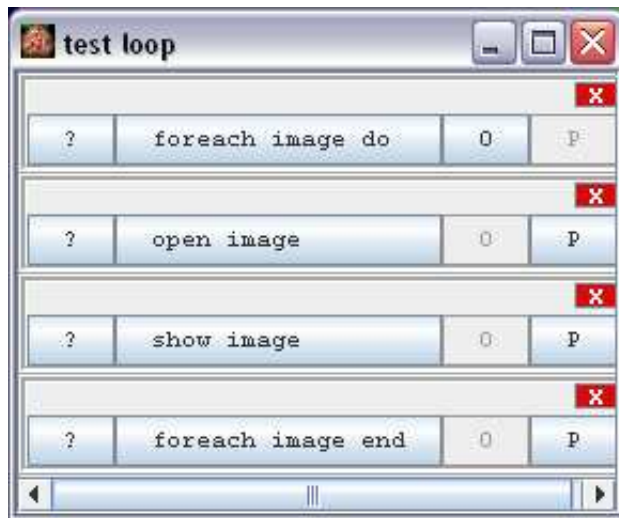 test loop
X
? foreach image do O P
X
? open image O P
X
? show image O P
X
? foreach image end O P